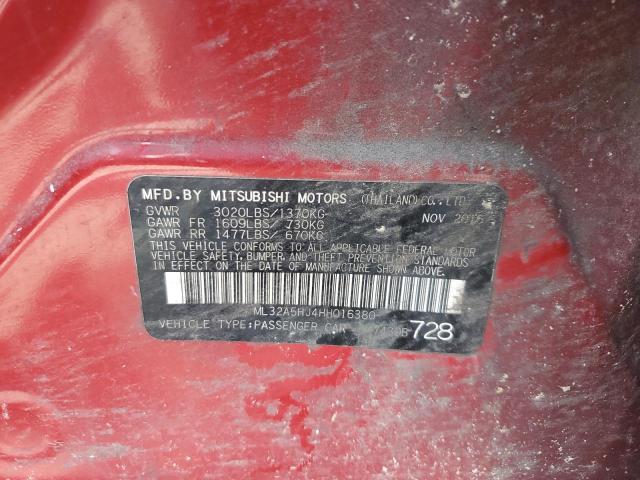 MFD.BY MITSUBISHI MOTORS (THAILAND) CO., LTD.
GVWR 3020LBS/1370KG NOV 2016
GAWR FR 1609LBS/ 730KG
GAWR RR 1477LBS/ 670KG
THIS VEHICLE CONFORMS TO ALL APPLICABLE FEDERAL MOTOR
VEHICLE SAFETY, BUMPER, AND THEFT PREVENTION STANDARDS
IN EFFECT ON THE DATE OF MANUFACTURE SHOWN ABOVE.
ML32A5HJ4HH016380
VEHICLE TYPE:PASSENGER CAR 728